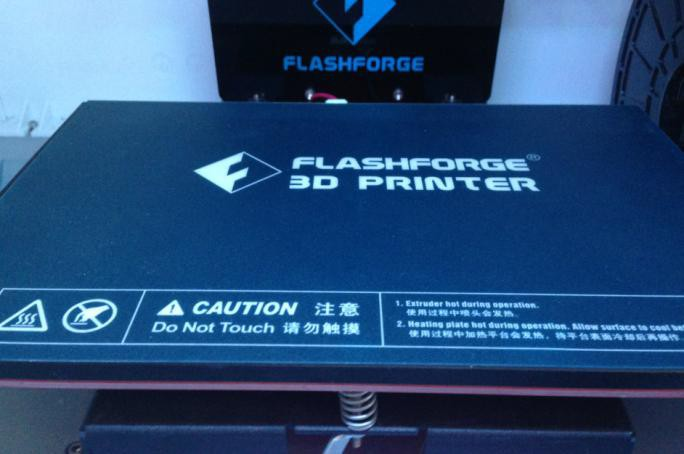 FLASHFORGE
FLASHFORGE®
3D PRINTER
CAUTION 注意
Do Not Touch 请勿触摸
1. Extruder hot during operation.
使用过程中喷头会发热.
2. Heating plate hot during operation. Allow surface to cool
使用过程中加热平台会发热，待平台表面冷却后再操作.